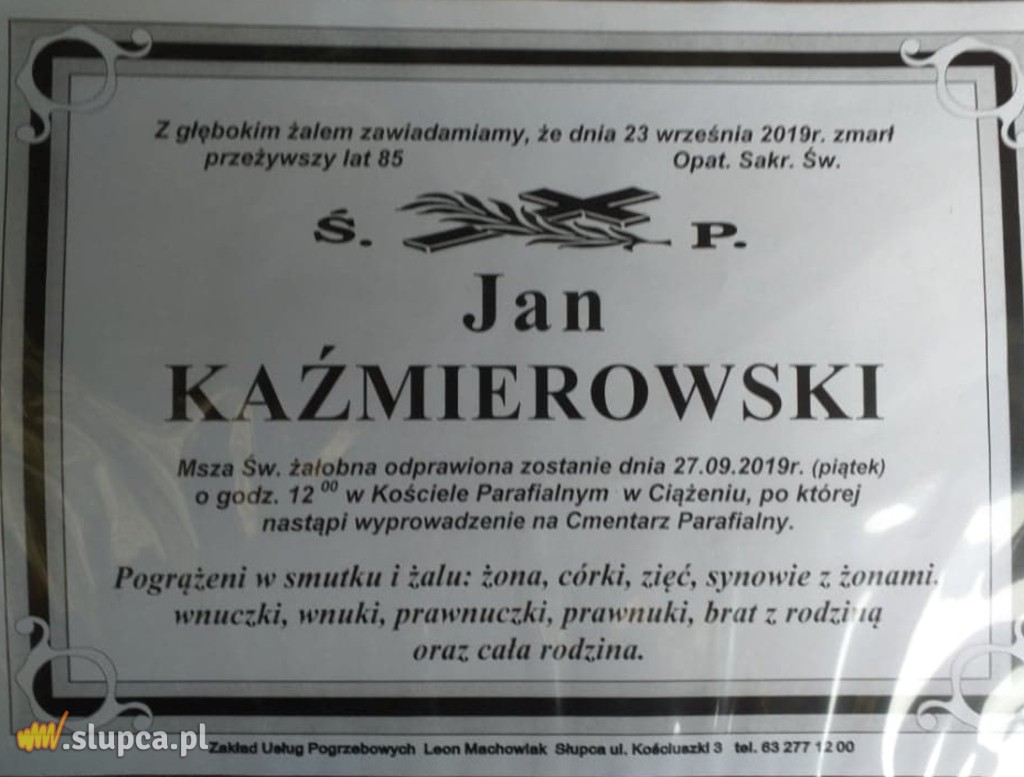 Z głębokim żalem zawiadamiamy, że dnia 23 września 2019r. zmarł
przeżywszy lat 85 Opat. Sakr. Św.
Ś. P.
Jan
KAŹMIEROWSKI
Msza Św. żałobna odprawiona zostanie dnia 27.09.2019r. (piątek)
o godz. 12 00 w Kościele Parafialnym w Ciążeniu, po której
nastąpi wyprowadzenie na Cmentarz Parafialny.
Pogrążeni w smutku i żalu: żona, córki, zięć, synowie z żonami.
wnuczki, wnuki, prawnuczki, prawnuki, brat z rodziną
oraz cała rodzina.
.slupca.pl
Zakład Usług Pogrzebowych Leon Machowiak Słupca ul. Kościuszki 3 tel. 63 277 12 00